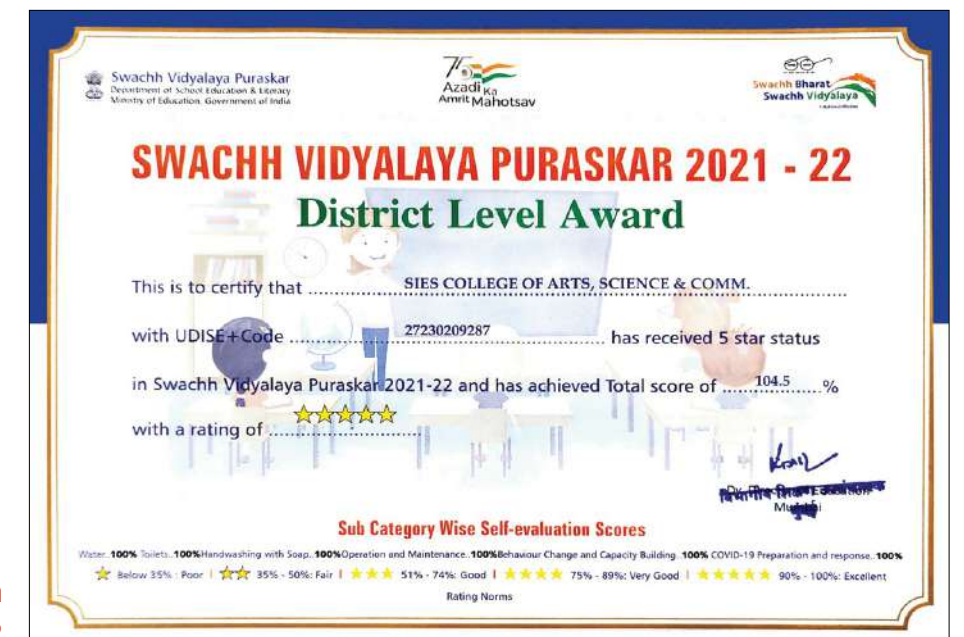 Swachh Vidyalaya Puraskar
Department of School Education & Literacy
Ministry of Education, Government of India
75
Azadi Ka
Amrit Mahotsav
Swachh Bharat
Swachh Vidyalaya
SWACHH VIDYALAYA PURASKAR 2021 - 22
District Level Award
This is to certify that .......... SIES COLLEGE OF ARTS, SCIENCE & COMM.
with UDISE+Code .......... 27230209287 .......... has received 5 star status
in Swachh Vidyalaya Puraskar 2021-22 and has achieved Total score of ......104.5......%
with a rating of ..........
Mumbai
Sub Category Wise Self-evaluation Scores
Water..100% Toilets..100%Handwashing with Soap..100%Operation and Maintenance..100%Behaviour Change and Capacity Building..100% COVID-19 Preparation and response..100%
Below 35% : Poor | 35% - 50%: Fair | 51% - 74%: Good | 75% - 89%: Very Good | 90% - 100%: Excellent
Rating Norms